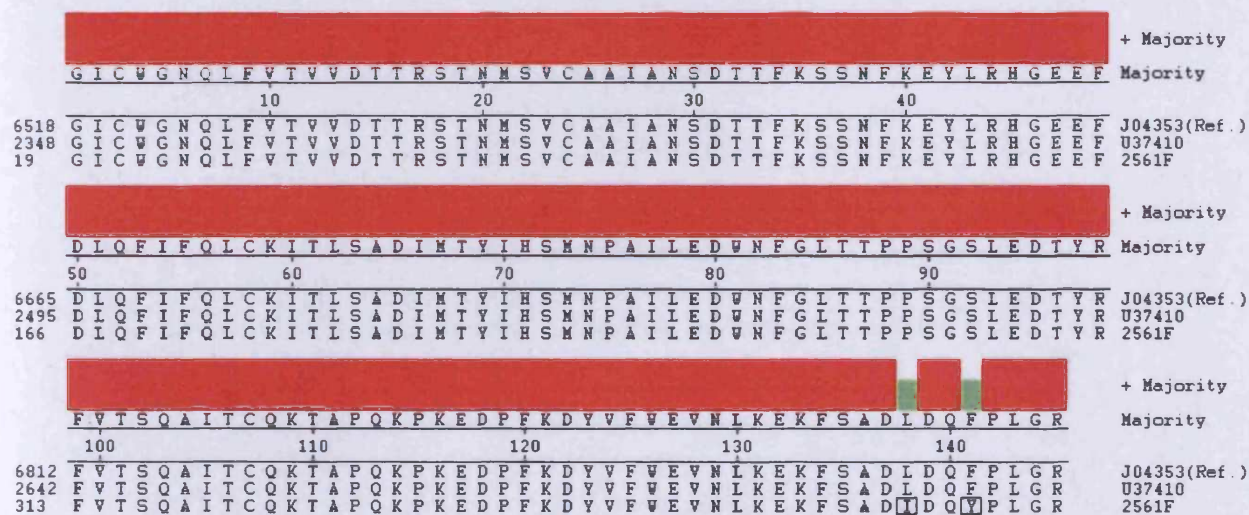 + Majority
G I C W G N Q L F V T V V D T T R S T N M S V C A A I A N S D T T F K S S N F K E Y L R H G E E F Majority
10 20 30 40
6518 G I C W G N Q L F V T V V D T T R S T N M S V C A A I A N S D T T F K S S N F K E Y L R H G E E F J04353(Ref.)
2348 G I C W G N Q L F V T V V D T T R S T N M S V C A A I A N S D T T F K S S N F K E Y L R H G E E F U37410
19 G I C W G N Q L F V T V V D T T R S T N M S V C A A I A N S D T T F K S S N F K E Y L R H G E E F 2561F
+ Majority
D L Q F I F Q L C K I T L S A D I M T Y I H S M N P A I L E D W N F G L T T P P S G S L E D T Y R Majority
50 60 70 80 90
6665 D L Q F I F Q L C K I T L S A D I M T Y I H S M N P A I L E D W N F G L T T P P S G S L E D T Y R J04353(Ref.)
2495 D L Q F I F Q L C K I T L S A D I M T Y I H S M N P A I L E D W N F G L T T P P S G S L E D T Y R U37410
166 D L Q F I F Q L C K I T L S A D I M T Y I H S M N P A I L E D W N F G L T T P P S G S L E D T Y R 2561F
+ Majority
F V T S Q A I T C Q K T A P Q K P K E D P F K D Y V F W E V N L K E K F S A D L D Q F P L G R Majority
100 110 120 130 140
6812 F V T S Q A I T C Q K T A P Q K P K E D P F K D Y V F W E V N L K E K F S A D L D Q F P L G R J04353(Ref.)
2642 F V T S Q A I T C Q K T A P Q K P K E D P F K D Y V F W E V N L K E K F S A D L D Q F P L G R U37410
313 F V T S Q A I T C Q K T A P Q K P K E D P F K D Y V F W E V N L K E K F S A D I D Q Y P L G R 2561F